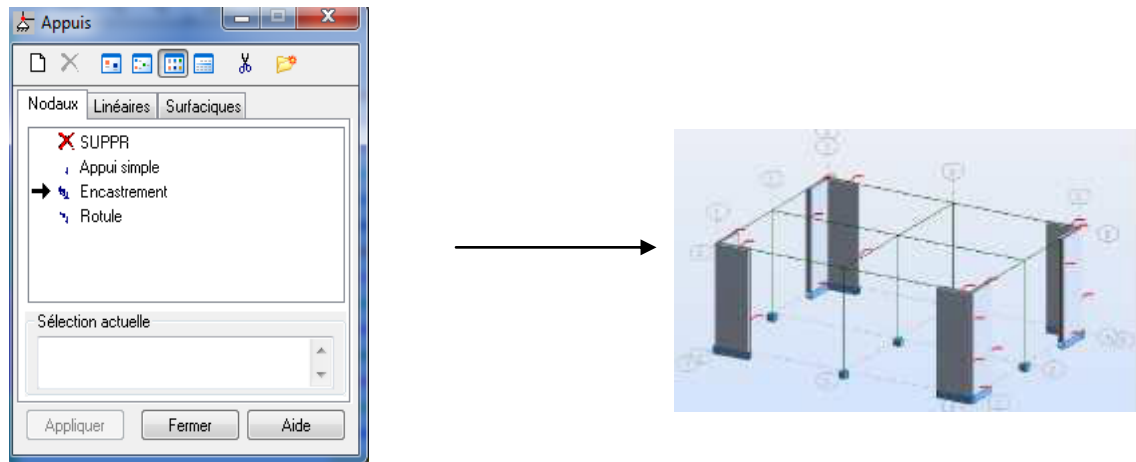 Appuis
Nodaux Linéaires Surfaciques
SUPPR
Appui simple
Encastrement
Rotule
Sélection actuelle
Appliquer Fermer Aide